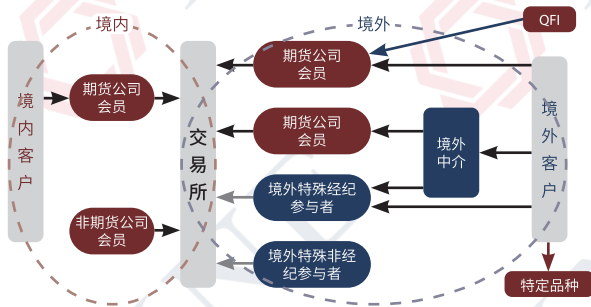 境内
境外
QFI
境内客户
期货公司
会员
非期货公司
会员
交易所
期货公司
会员
期货公司
会员
境外特殊经纪
参与者
境外特殊非经
纪参与者
境外
中介
境外客户
特定品种